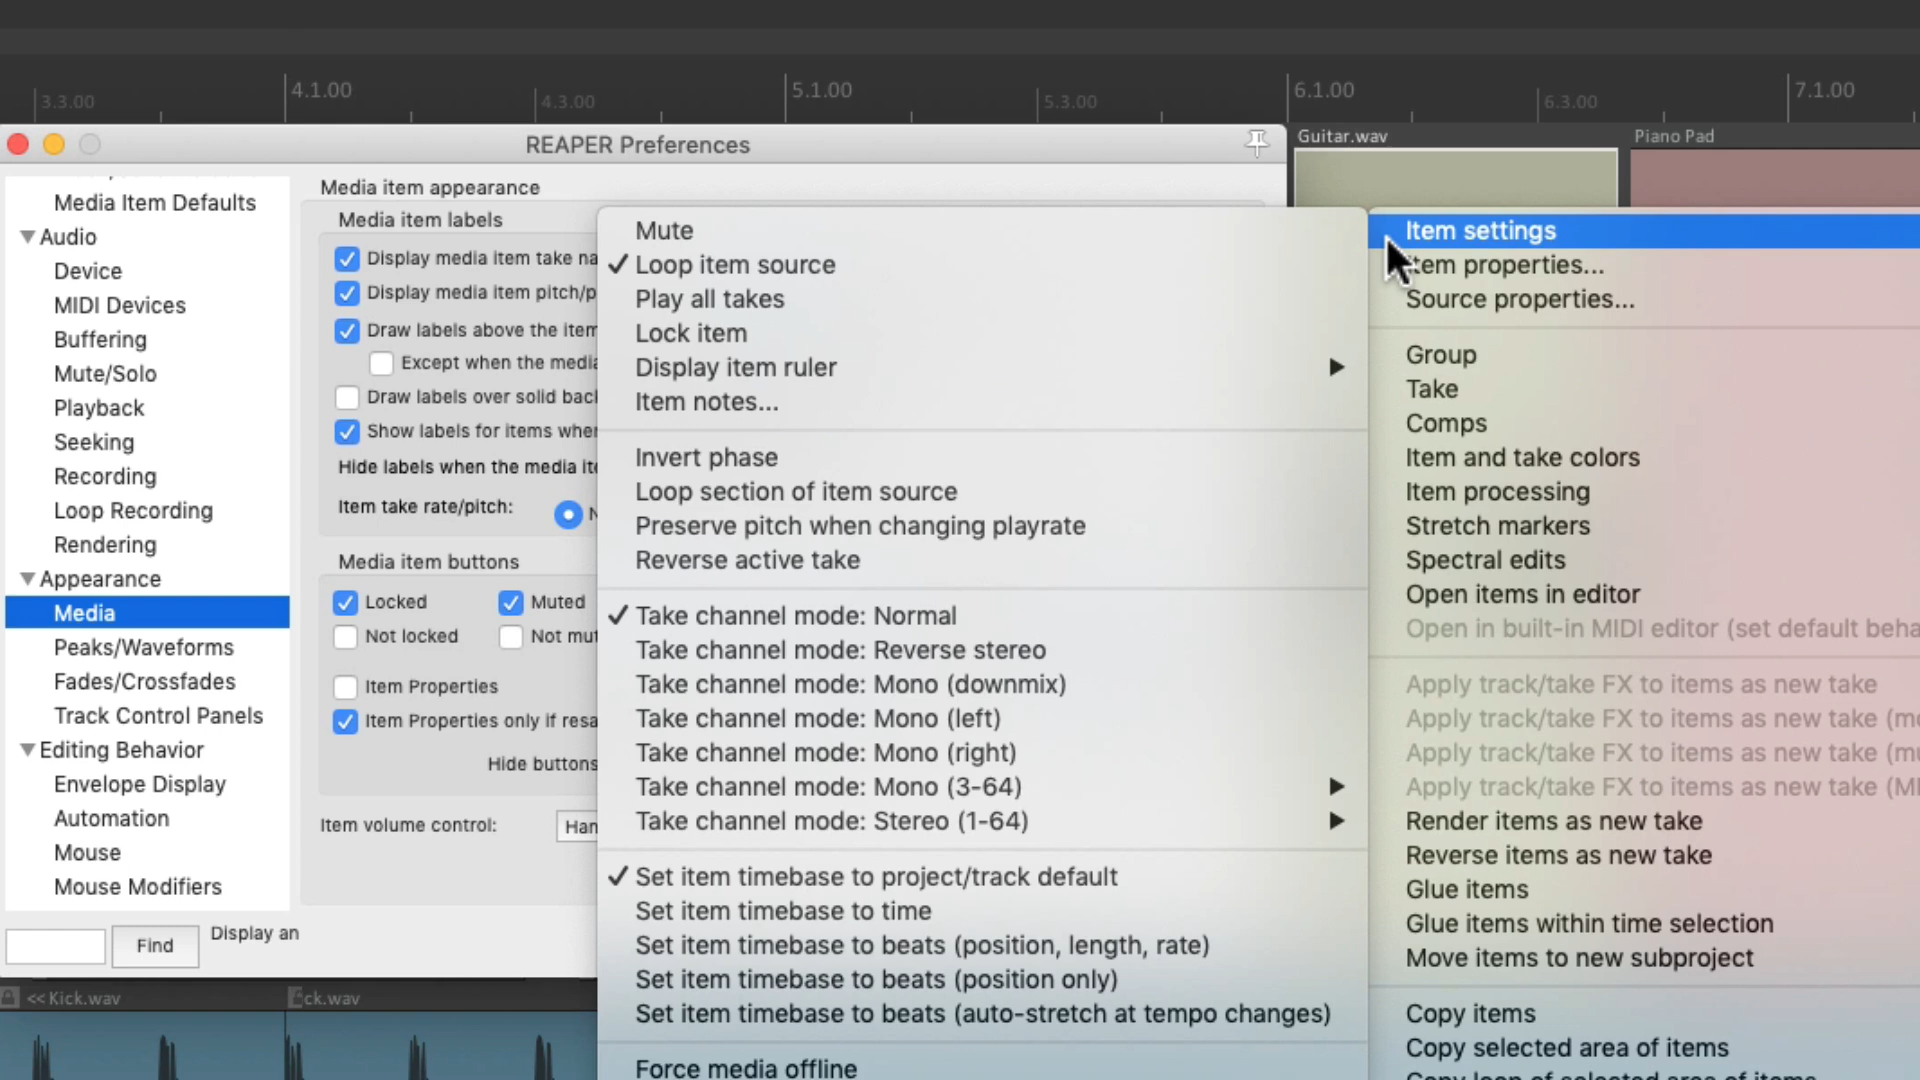 3.3.00
4.1.00
4.3.00
5.1.00
5.3.00
6.1.00
6.3.00
7.1.00
REAPER Preferences
Guitar.wav
Piano Pad
Media Item Defaults
Audio
Device
MIDI Devices
Buffering
Mute/Solo
Playback
Seeking
Recording
Loop Recording
Rendering
Appearance
Media
Peaks/Waveforms
Fades/Crossfades
Track Control Panels
Editing Behavior
Envelope Display
Automation
Mouse
Mouse Modifiers
Find
Display an
Media item appearance
Media item labels
Display media item take na
Display media item pitch/p
Draw labels above the item
Except when the media
Draw labels over solid back
Show labels for items when
Hide labels when the media ite
Item take rate/pitch:
N
Media item buttons
Locked
Muted
Not locked
Not mut
Item Properties
Item Properties only if resa
Hide buttons
Item volume control:
Han
Mute
Loop item source
Play all takes
Lock item
Display item ruler
Item notes...
Invert phase
Loop section of item source
Preserve pitch when changing playrate
Reverse active take
Take channel mode: Normal
Take channel mode: Reverse stereo
Take channel mode: Mono (downmix)
Take channel mode: Mono (left)
Take channel mode: Mono (right)
Take channel mode: Mono (3-64)
Take channel mode: Stereo (1-64)
Set item timebase to project/track default
Set item timebase to time
Set item timebase to beats (position, length, rate)
Set item timebase to beats (position only)
Set item timebase to beats (auto-stretch at tempo changes)
Force media offline
Item settings
Item properties...
Source properties...
Group
Take
Comps
Item and take colors
Item processing
Stretch markers
Spectral edits
Open items in editor
Open in built-in MIDI editor (set default beha
Apply track/take FX to items as new take
Apply track/take FX to items as new take (mo
Apply track/take FX to items as new take (mu
Apply track/take FX to items as new take (MI
Render items as new take
Reverse items as new take
Glue items
Glue items within time selection
Move items to new subproject
Copy items
Copy selected area of items
Copy loop of selected area of items
<< Kick.wav
ck.wav